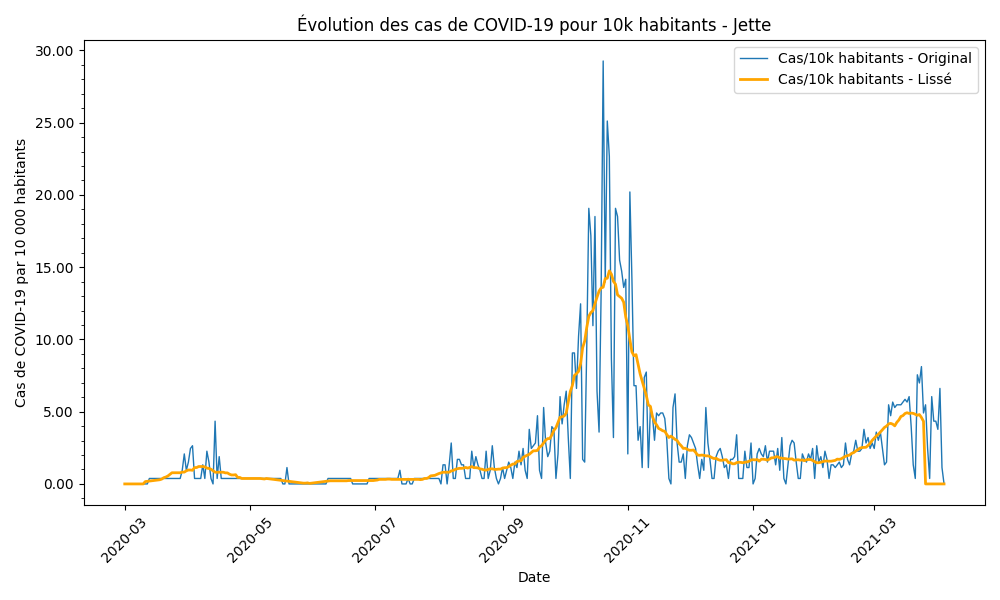 Évolution des cas de COVID-19 pour 10k habitants - Jette
Cas/10k habitants - Original
Cas/10k habitants - Lissé
Cas de COVID-19 par 10 000 habitants
30.00
25.00
20.00
15.00
10.00
5.00
0.00
2020-03
2020-05
2020-07
2020-09
2020-11
2021-01
2021-03
Date